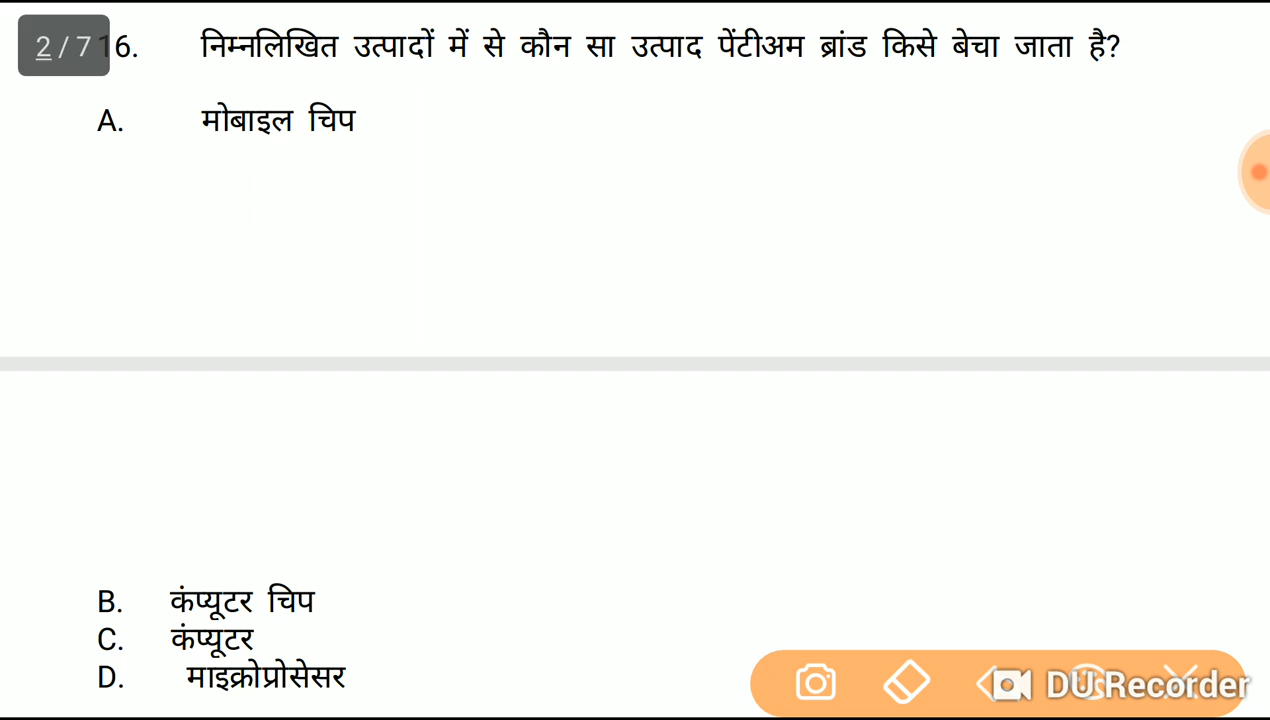 2 / 7
16. निम्नलिखित उत्पादों में से कौन सा उत्पाद पेंटीअम ब्रांड किसे बेचा जाता है?
A. मोबाइल चिप
B. कंप्यूटर चिप
C. कंप्यूटर
D. माइक्रोप्रोसेसर
DU Recorder